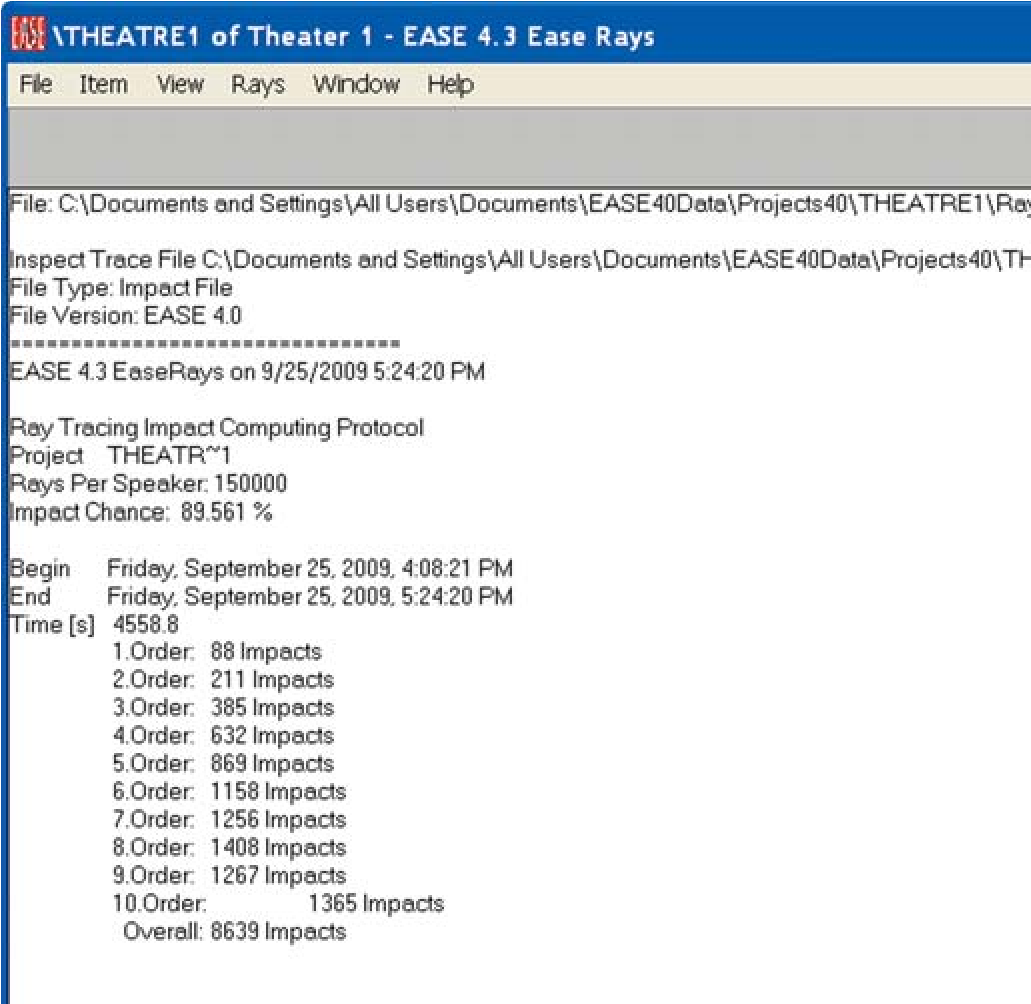 EASE \THEATRE1 of Theater 1 - EASE 4.3 Ease Rays
File Item View Rays Window Help
File: C:\Documents and Settings\All Users\Documents\EASE40Data\Projects40\THEATRE1\Ray
Inspect Trace File C:\Documents and Settings\All Users\Documents\EASE40Data\Projects40\TH
File Type: Impact File
File Version: EASE 4.0
================================
EASE 4.3 EaseRays on 9/25/2009 5:24:20 PM
Ray Tracing Impact Computing Protocol
Project THEATR~1
Rays Per Speaker: 150000
Impact Chance: 89.561 %
Begin Friday, September 25, 2009, 4:08:21 PM
End Friday, September 25, 2009, 5:24:20 PM
Time [s] 4558.8
1.Order: 88 Impacts
2.Order: 211 Impacts
3.Order: 385 Impacts
4.Order: 632 Impacts
5.Order: 869 Impacts
6.Order: 1158 Impacts
7.Order: 1256 Impacts
8.Order: 1408 Impacts
9.Order: 1267 Impacts
10.Order: 1365 Impacts
Overall: 8639 Impacts